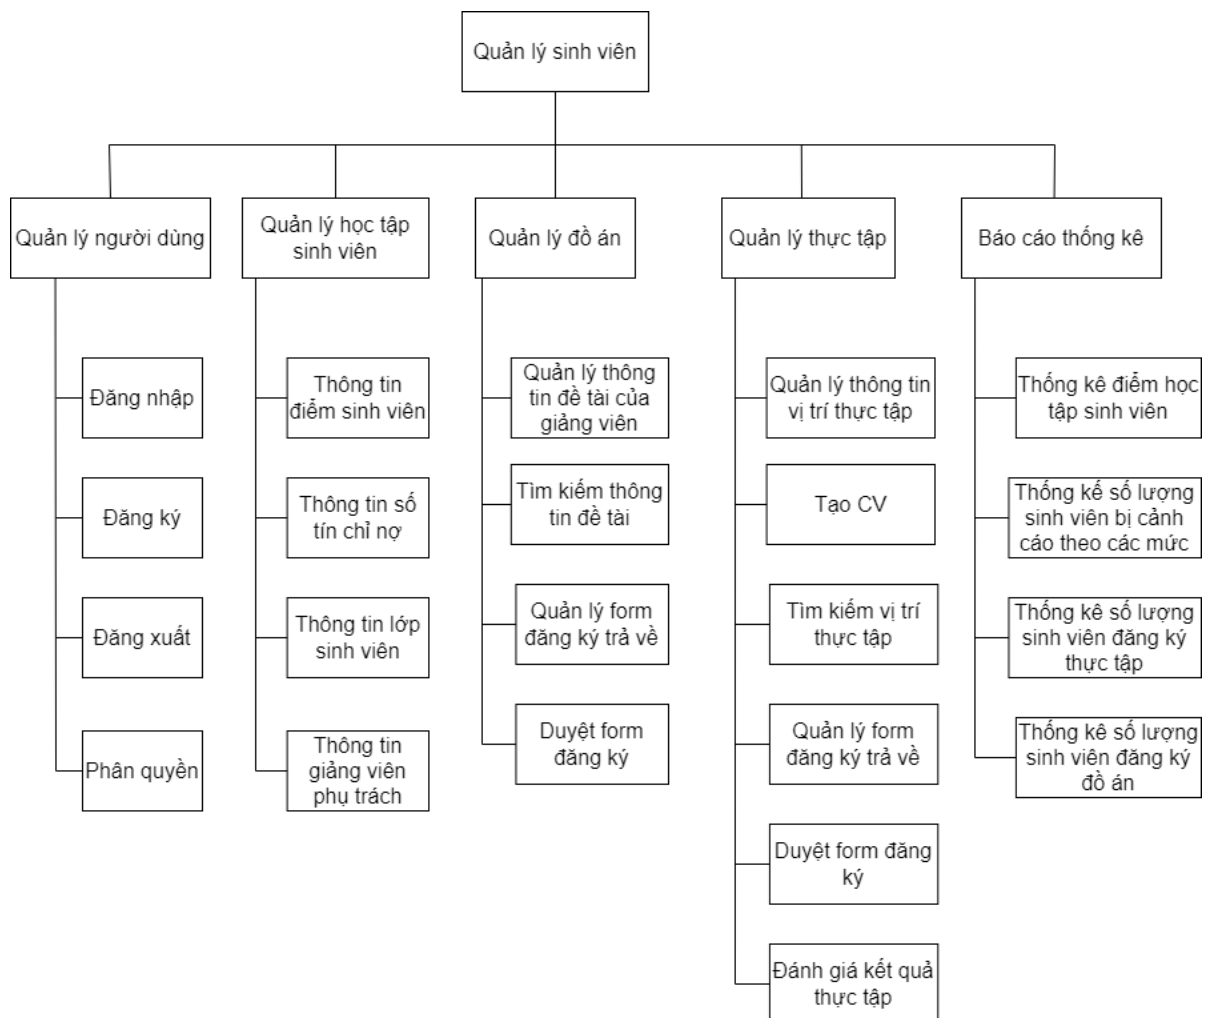 Quản lý sinh viên
Quản lý người dùng
Quản lý học tập
sinh viên
Quản lý đồ án
Quản lý thực tập
Báo cáo thống kê
Đăng nhập
Đăng ký
Đăng xuất
Phân quyền
Thông tin
điểm sinh viên
Thông tin số
tín chỉ nợ
Thông tin lớp
sinh viên
Thông tin
giảng viên
phụ trách
Quản lý thông
tin đề tài của
giảng viên
Tìm kiếm thông
tin đề tài
Quản lý form
đăng ký trả về
Duyệt form
đăng ký
Quản lý thông tin
vị trí thực tập
Tạo CV
Tìm kiếm vị trí
thực tập
Quản lý form
đăng ký trả về
Duyệt form đăng
ký
Đánh giá kết quả
thực tập
Thống kê điểm học
tập sinh viên
Thống kế số lượng
sinh viên bị cảnh
cáo theo các mức
Thống kê số lượng
sinh viên đăng ký
thực tập
Thống kê số lượng
sinh viên đăng ký
đồ án